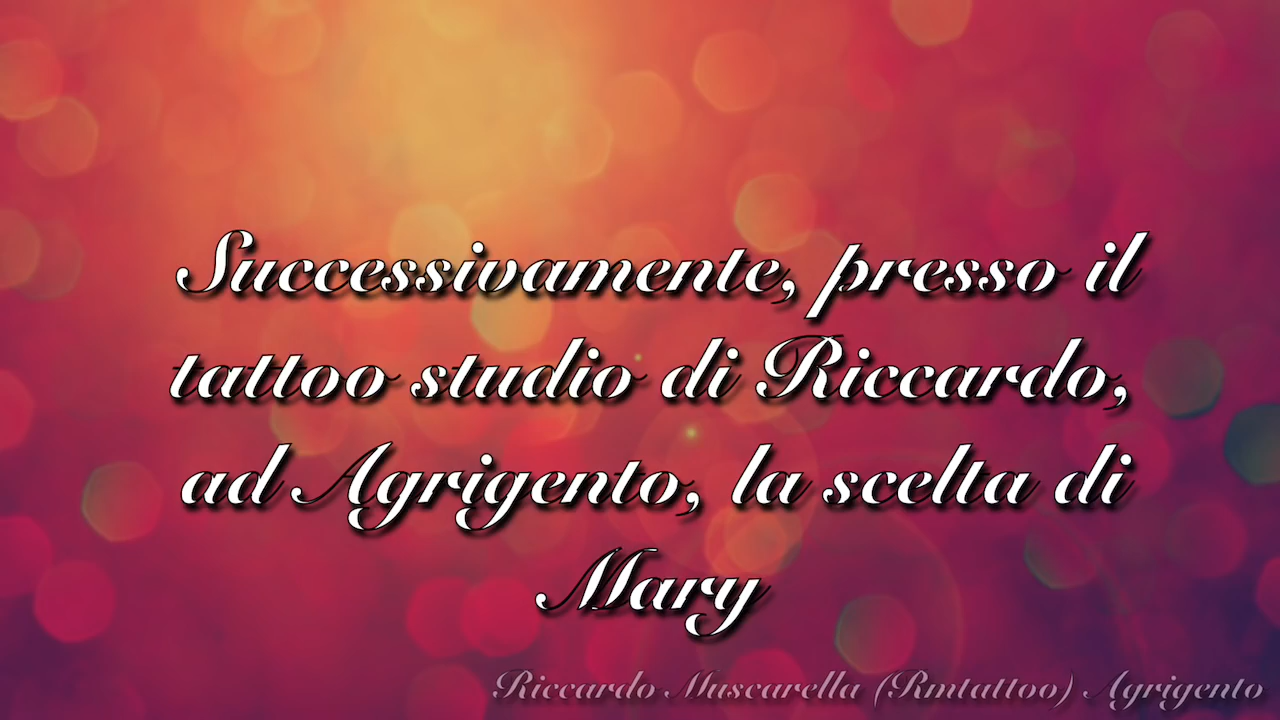 Successivamente, presso il
tattoo studio di Riccardo,
ad Agrigento, la scelta di
Mary
Riccardo Muscarella (Rmtattoo) Agrigento